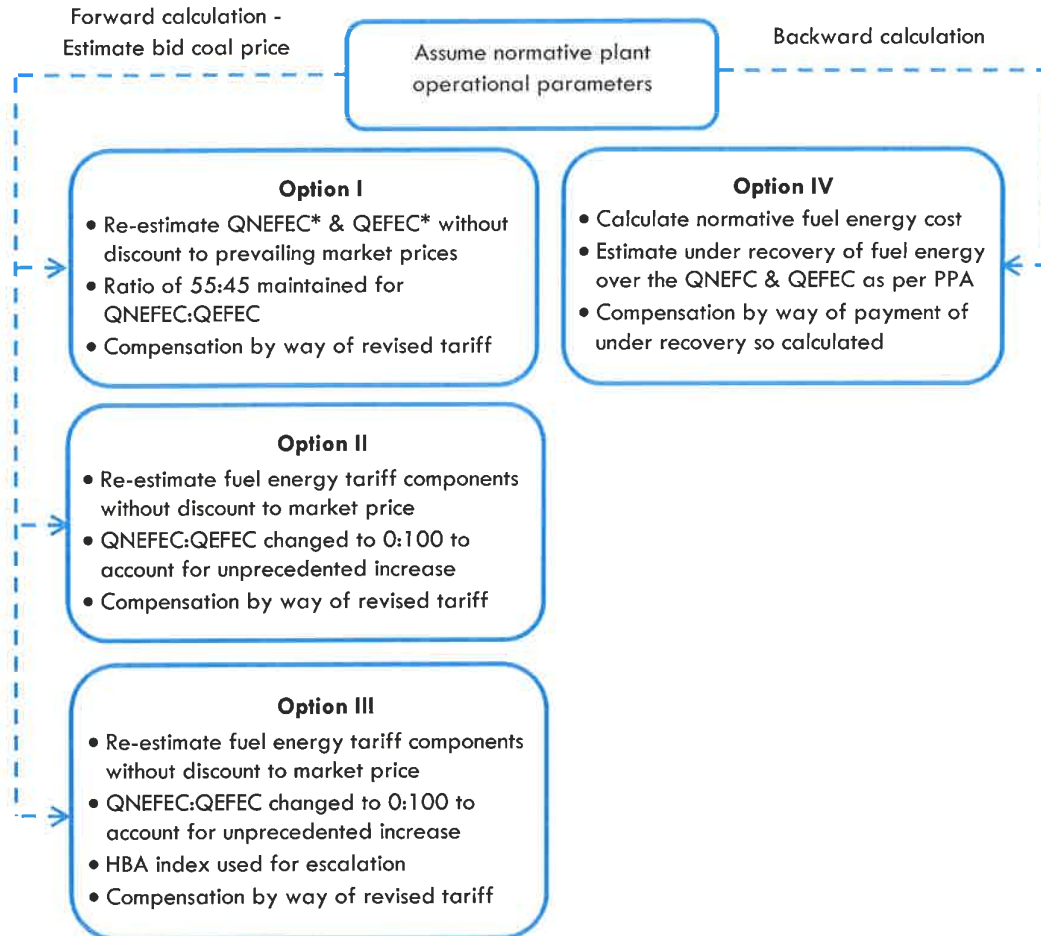 Forward calculation -
Estimate bid coal price
Assume normative plant
operational parameters
Backward calculation
Option I
• Re-estimate QNEFEC* & QEFEC* without
discount to prevailing market prices
• Ratio of 55:45 maintained for
QNEFEC:QEFEC
• Compensation by way of revised tariff
Option IV
• Calculate normative fuel energy cost
• Estimate under recovery of fuel energy
over the QNEFC & QEFEC as per PPA
• Compensation by way of payment of
under recovery so calculated
Option II
• Re-estimate fuel energy tariff components
without discount to market price
• QNEFEC:QEFEC changed to 0:100 to
account for unprecedented increase
• Compensation by way of revised tariff
Option III
• Re-estimate fuel energy tariff components
without discount to market price
• QNEFEC:QEFEC changed to 0:100 to
account for unprecedented increase
• HBA index used for escalation
• Compensation by way of revised tariff